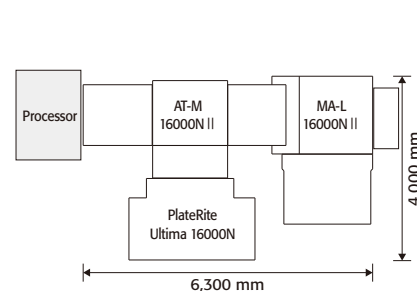 Processor
AT-M
16000N II
MA-L
16000N II
PlateRite
Ultima 16000N
4,000 mm
6,300 mm